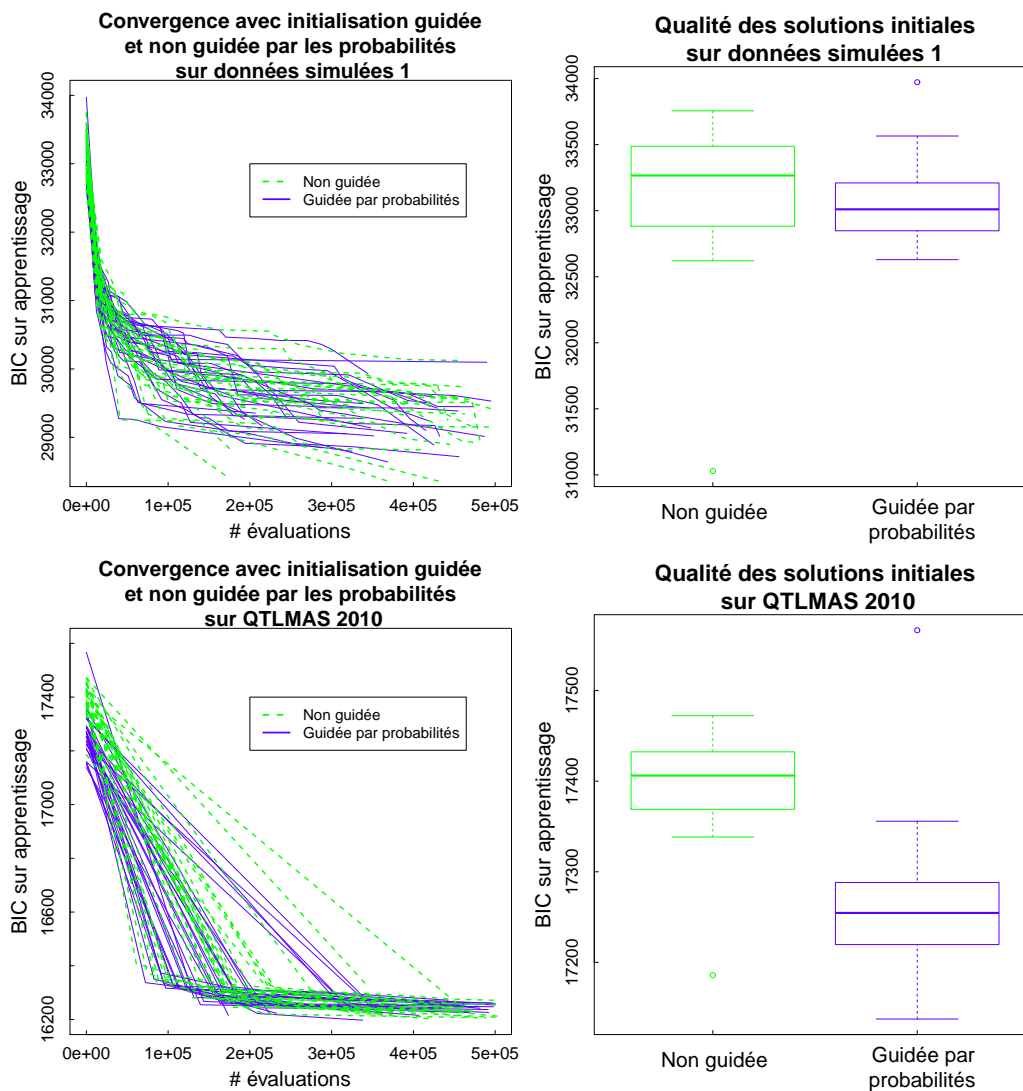 Convergence avec initialisation guidée
et non guidée par les probabilités
sur données simulées 1
BIC sur apprentissage
34000
33000
32000
31000
30000
29000
Non guidée
Guidée par probabilités
0e+00 1e+05 2e+05 3e+05 4e+05 5e+05
# évaluations
Qualité des solutions initiales
sur données simulées 1
BIC sur apprentissage
34000
33500
33000
32500
32000
31500
31000
Non guidée
Guidée par
probabilités
Convergence avec initialisation guidée
et non guidée par les probabilités
sur QTLMAS 2010
BIC sur apprentissage
17400
17000
16600
16200
Non guidée
Guidée par probabilités
0e+00 1e+05 2e+05 3e+05 4e+05 5e+05
# évaluations
Qualité des solutions initiales
sur QTLMAS 2010
BIC sur apprentissage
17500
17400
17300
17200
Non guidée
Guidée par
probabilités